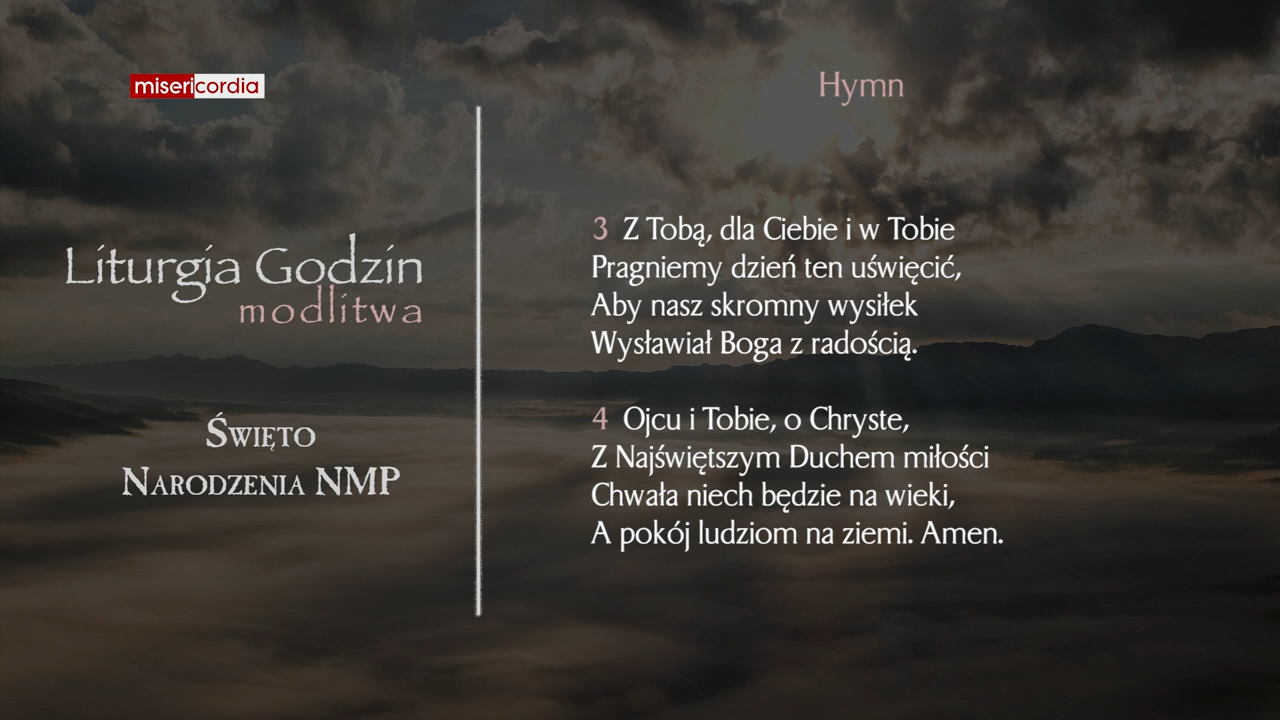 misericordia
Liturgia Godzin
modlitwa
Święto
Narodzenia NMP
Hymn
3 Z Tobą, dla Ciebie i w Tobie
Pragniemy dzień ten uświęcić,
Aby nasz skromny wysiłek
Wysławiał Boga z radością.
4 Ojcu i Tobie, o Chryste,
Z Najświętszym Duchem miłości
Chwała niech będzie na wieki,
A pokój ludziom na ziemi. Amen.